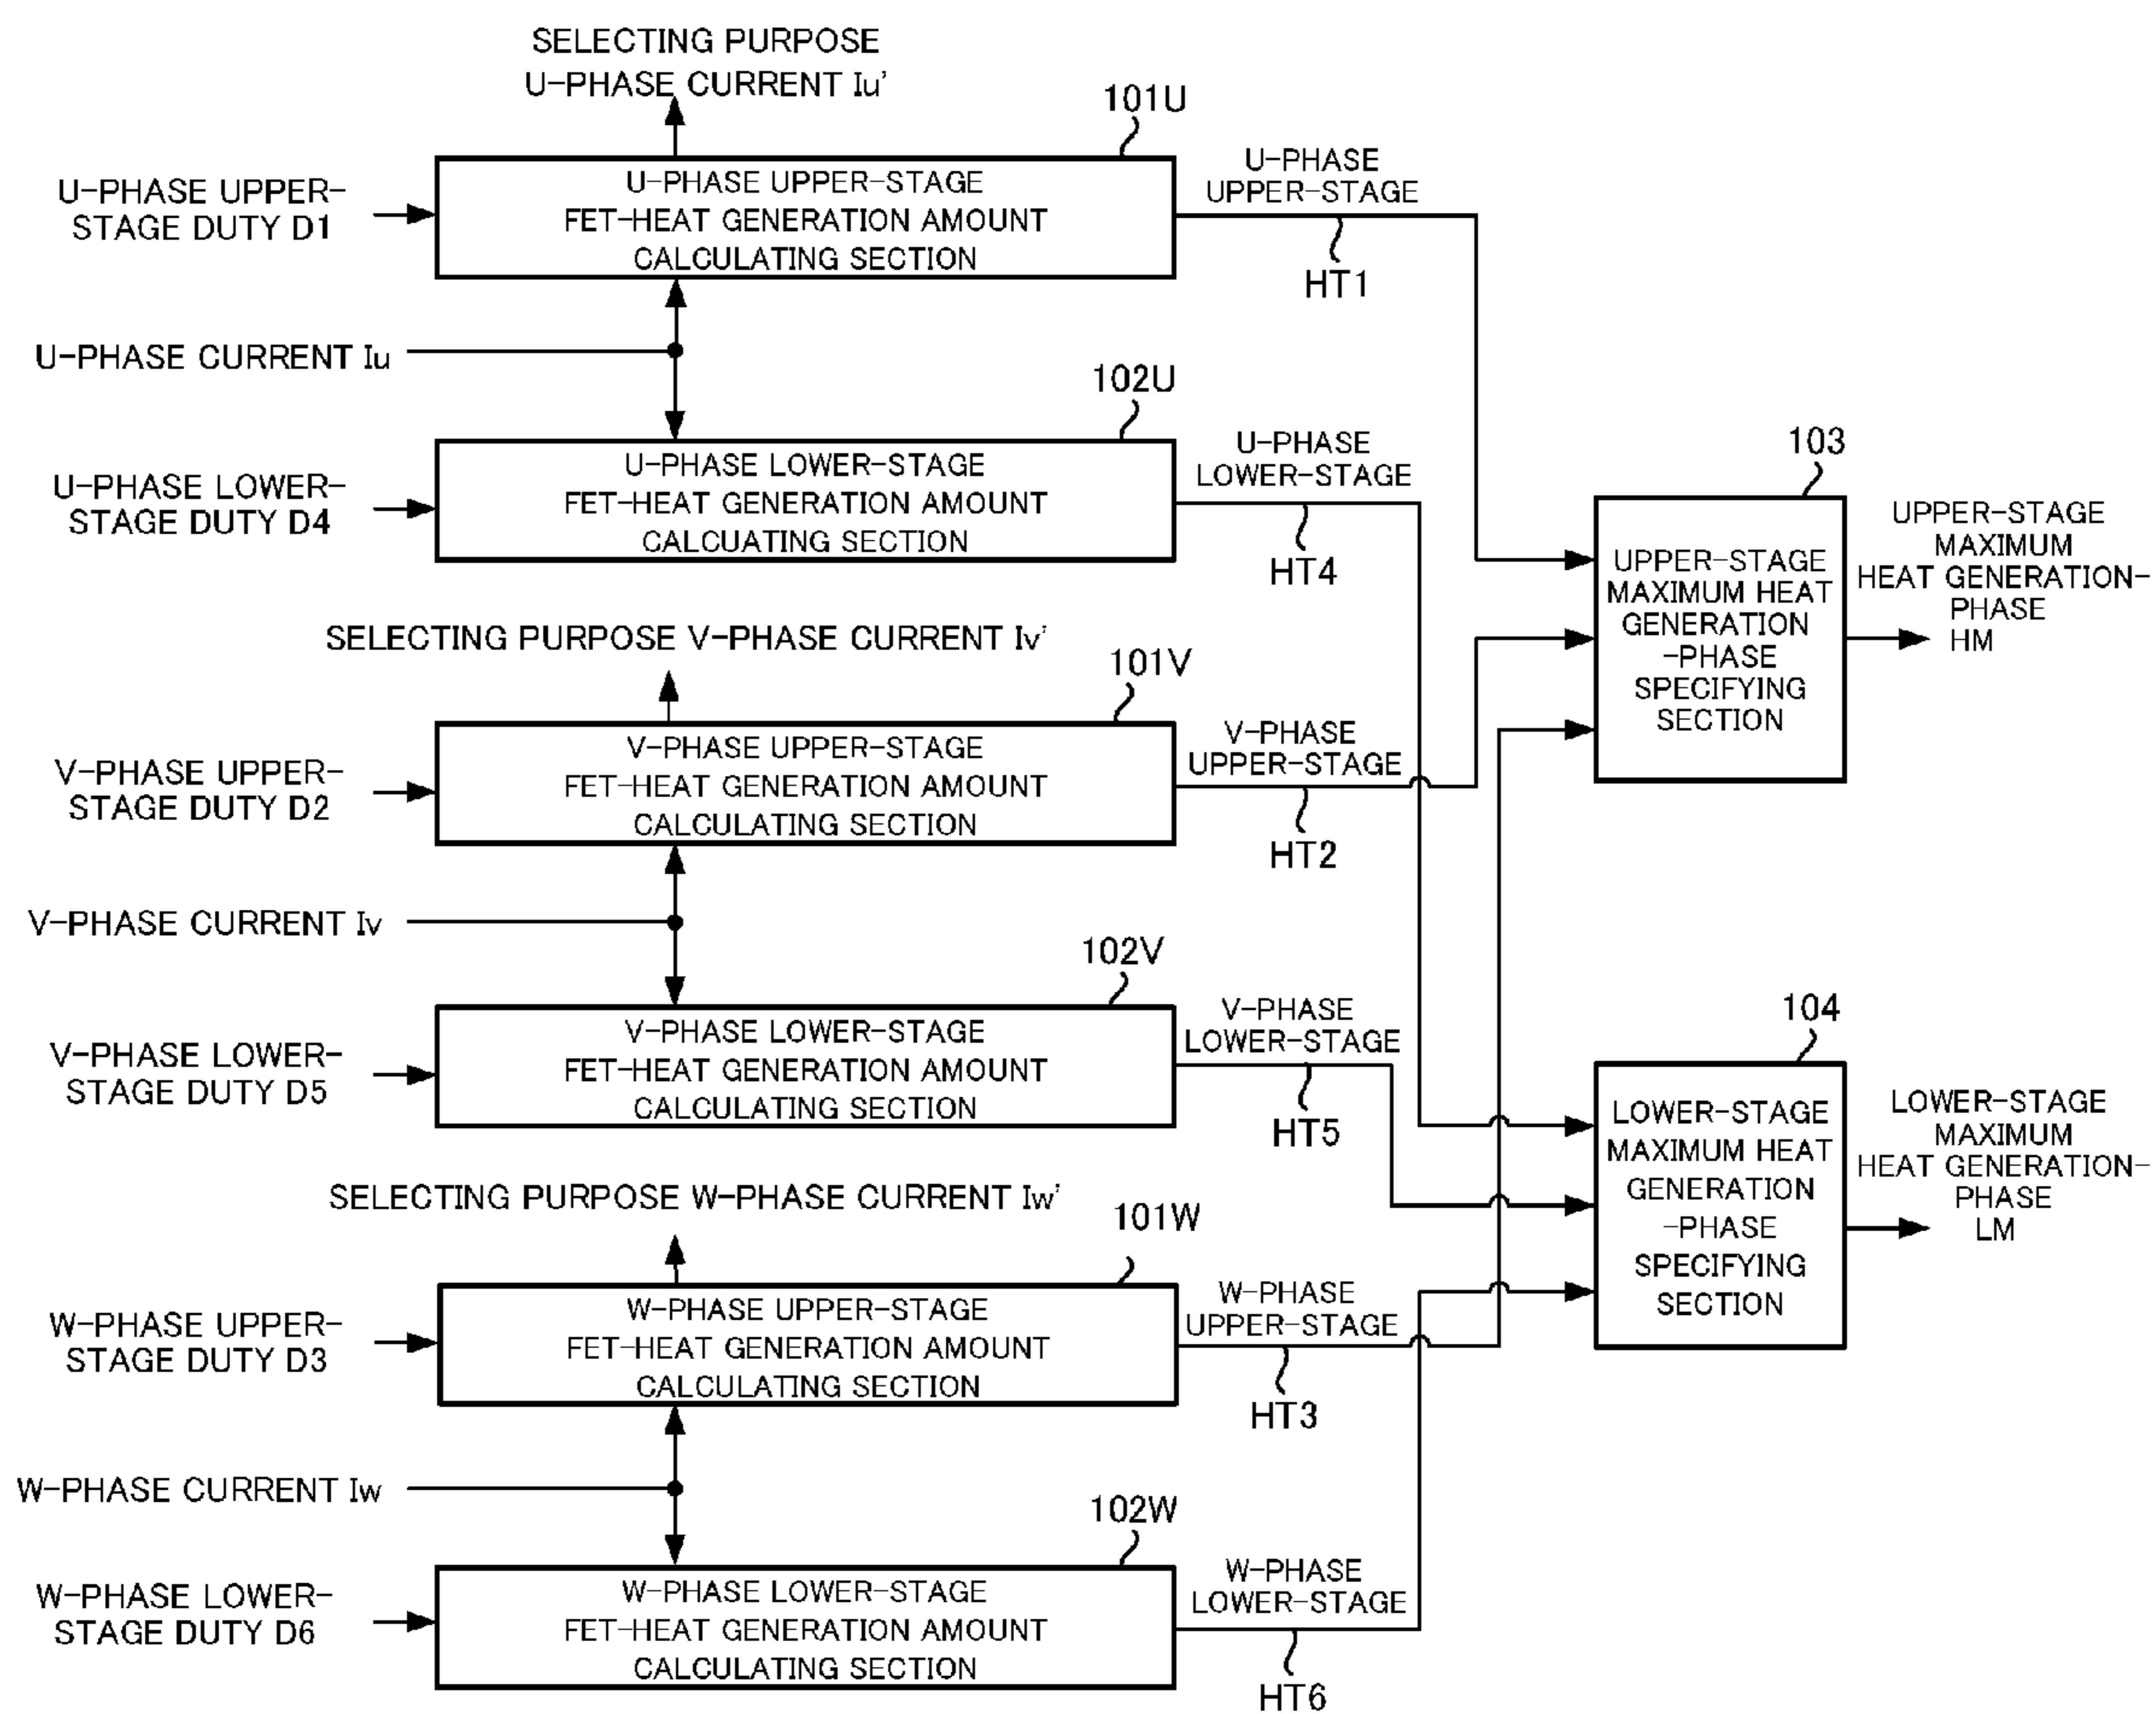 SELECTING PURPOSE
U-PHASE CURRENT Iu'
101U
U-PHASE UPPER-
STAGE DUTY D1
U-PHASE UPPER-STAGE
FET-HEAT GENERATION AMOUNT
CALCULATING SECTION
U-PHASE
UPPER-STAGE
HT1
U-PHASE CURRENT Iu
102U
U-PHASE LOWER-
STAGE DUTY D4
U-PHASE LOWER-STAGE
FET-HEAT GENERATION AMOUNT
CALCUATING SECTION
U-PHASE
LOWER-STAGE
HT4
103
UPPER-STAGE
MAXIMUM HEAT
GENERATION
-PHASE
SPECIFYING
SECTION
UPPER-STAGE
MAXIMUM
HEAT GENERATION-
PHASE
HM
SELECTING PURPOSE V-PHASE CURRENT Iv'
101V
V-PHASE UPPER-
STAGE DUTY D2
V-PHASE UPPER-STAGE
FET-HEAT GENERATION AMOUNT
CALCULATING SECTION
V-PHASE
UPPER-STAGE
HT2
V-PHASE CURRENT Iv
102V
V-PHASE LOWER-
STAGE DUTY D5
V-PHASE LOWER-STAGE
FET-HEAT GENERATION AMOUNT
CALCULATING SECTION
V-PHASE
LOWER-STAGE
HT5
104
LOWER-STAGE
MAXIMUM HEAT
GENERATION
-PHASE
SPECIFYING
SECTION
LOWER-STAGE
MAXIMUM
HEAT GENERATION-
PHASE
LM
SELECTING PURPOSE W-PHASE CURRENT Iw'
101W
W-PHASE UPPER-
STAGE DUTY D3
W-PHASE UPPER-STAGE
FET-HEAT GENERATION AMOUNT
CALCULATING SECTION
W-PHASE
UPPER-STAGE
HT3
W-PHASE CURRENT Iw
102W
W-PHASE LOWER-
STAGE DUTY D6
W-PHASE LOWER-STAGE
FET-HEAT GENERATION AMOUNT
CALCULATING SECTION
W-PHASE
LOWER-STAGE
HT6